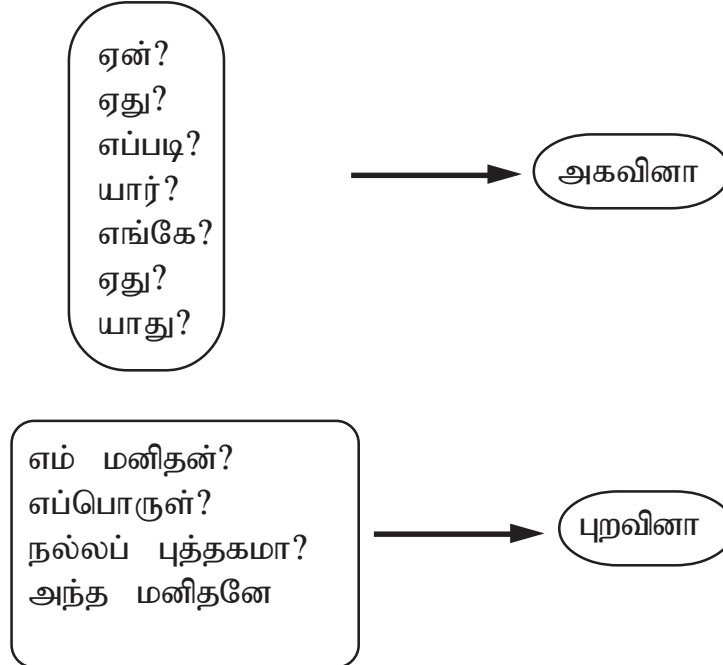 ஏன்?
ஏது?
எப்படி?
யார்?
எங்கே?
ஏது?
யாது?
அகவினா
எம் மனிதன்?
எப்பொருள்?
நல்லப் புத்தகமா?
அந்த மனிதனே
புறவினா